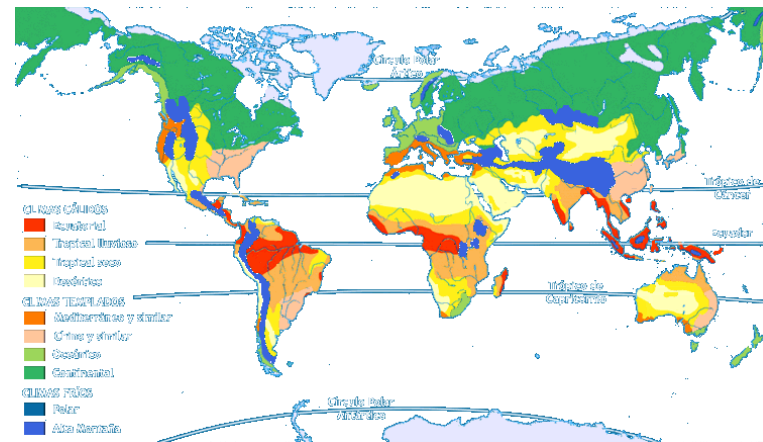 Círculo Polar
Ártico
Trópico de
Cáncer
Ecuador
Trópico de
Capricornio
Círculo Polar
Antártico
CLIMAS CÁLIDOS
Ecuatorial
Tropical lluvioso
Tropical seco
Desértico
CLIMAS TEMPLADOS
Mediterráneo y similar
Chino y similar
Oceánico
Continental
CLIMAS FRÍOS
Polar
Alta Montaña